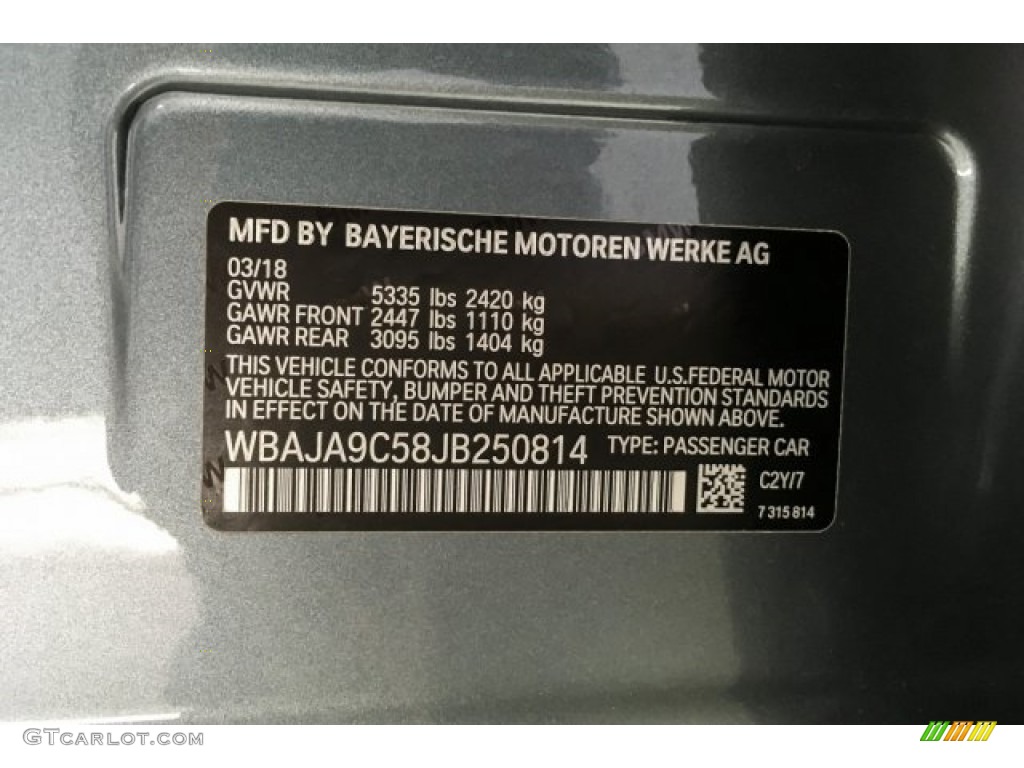 MFD BY BAYERISCHE MOTOREN WERKE AG
03/18
GVWR 5335 lbs 2420 kg
GAWR FRONT 2447 lbs 1110 kg
GAWR REAR 3095 lbs 1404 kg
THIS VEHICLE CONFORMS TO ALL APPLICABLE U.S.FEDERAL MOTOR
VEHICLE SAFETY, BUMPER AND THEFT PREVENTION STANDARDS
IN EFFECT ON THE DATE OF MANUFACTURE SHOWN ABOVE.
WBAJA9C58JB250814 TYPE: PASSENGER CAR
C2Y/7
7 315 814
GTCarlot.com